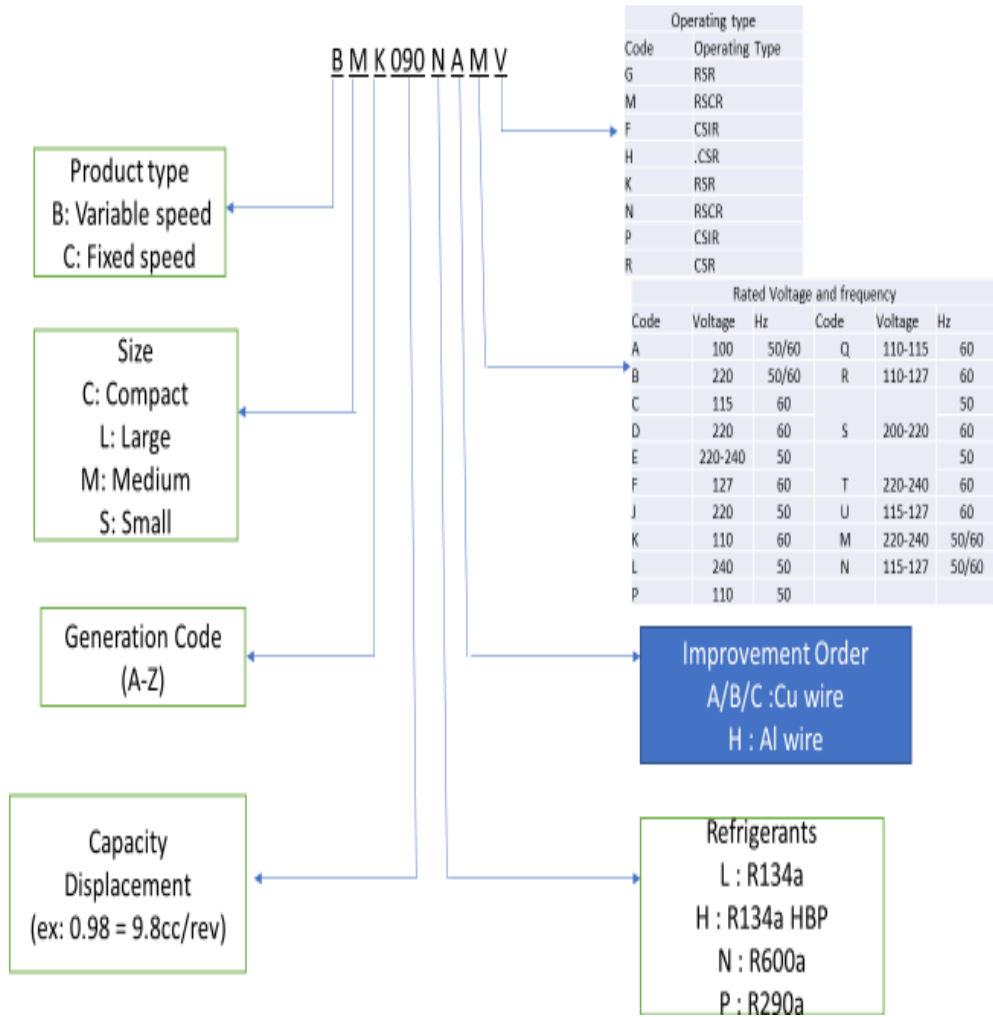 B M K 090 N A M V
Operating type
Code Operating Type
G RSR
M RSCR
F CSIR
H .CSR
K RSR
N RSCR
P CSIR
R CSR
Product type
B: Variable speed
C: Fixed speed
Rated Voltage and frequency
Code Voltage Hz Code Voltage Hz
A 100 50/60 Q 110-115 60
B 220 50/60 R 110-127 60
C 115 60 50
D 220 60 S 200-220 60
E 220-240 50 50
F 127 60 T 220-240 60
J 220 50 U 115-127 60
K 110 60 M 220-240 50/60
L 240 50 N 115-127 50/60
P 110 50
Size
C: Compact
L: Large
M: Medium
S: Small
Generation Code
(A-Z)
Improvement Order
A/B/C :Cu wire
H : Al wire
Capacity
Displacement
(ex: 0.98 = 9.8cc/rev)
Refrigerants
L : R134a
H : R134a HBP
N : R600a
P : R290a